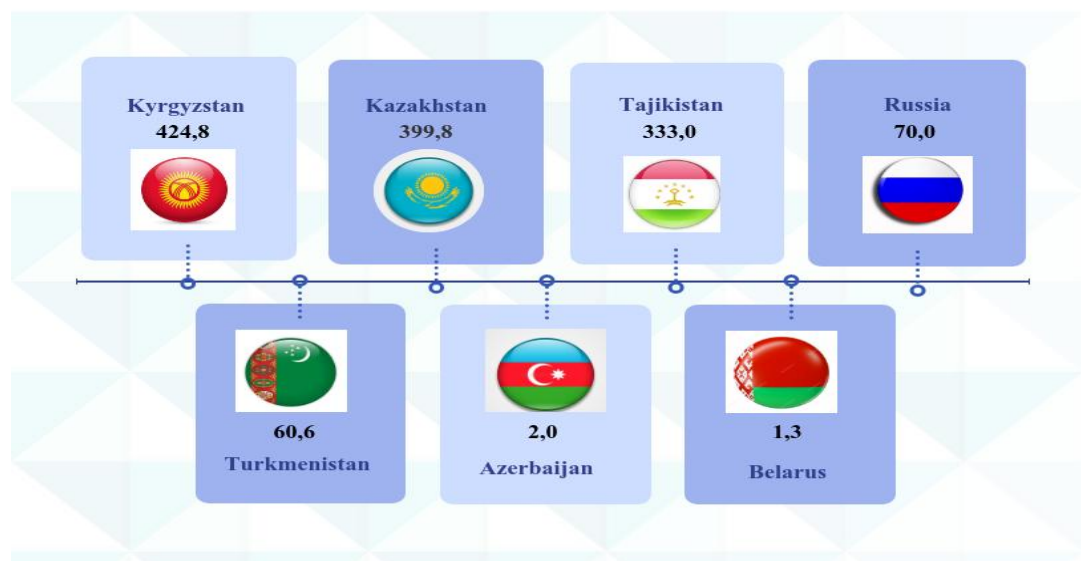 Kyrgyzstan
424,8
Kazakhstan
399,8
Tajikistan
333,0
Russia
70,0
60,6
Turkmenistan
2,0
Azerbaijan
1,3
Belarus